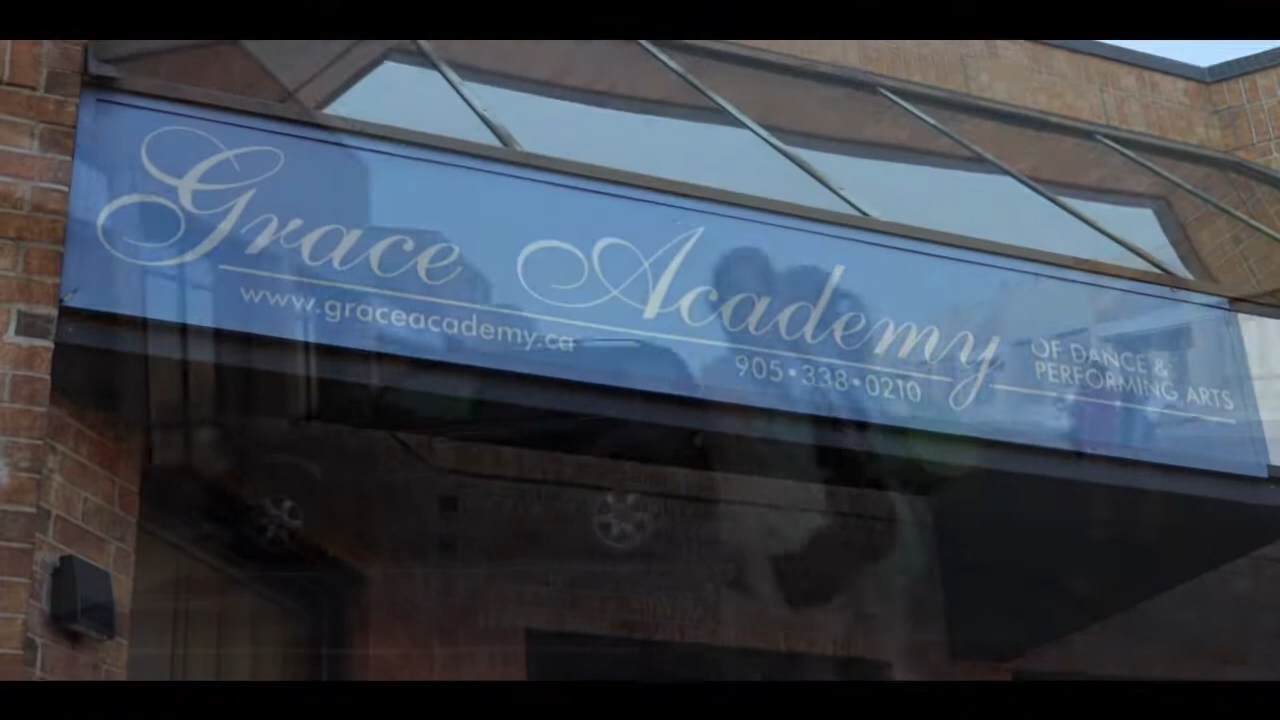 Grace Academy
OF DANCE &
PERFORMING ARTS
www.graceacademy.ca
905•338•0210